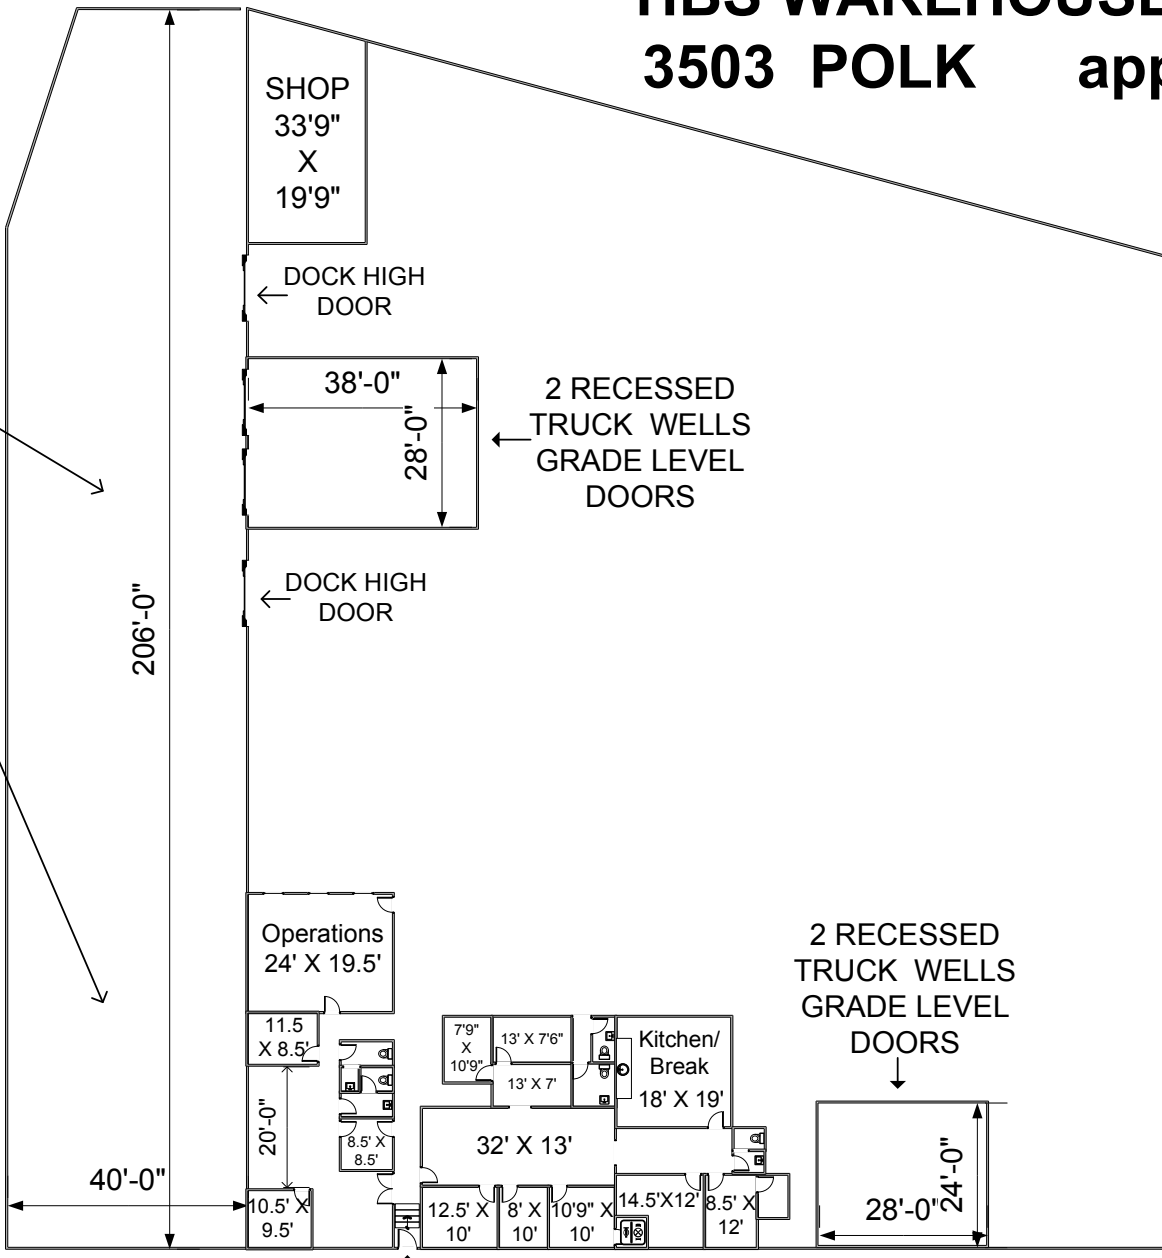 HBS WAREHOUSE
3503 POLK app
SHOP
33'9"
X
19'9"
DOCK HIGH
DOOR
38'-0"
28'-0"
2 RECESSED
TRUCK WELLS
GRADE LEVEL
DOORS
DOCK HIGH
DOOR
206'-0"
Operations
24' X 19.5'
11.5
X 8.5'
20'-0"
8.5' X
8.5'
40'-0"
10.5' X
9.5'
7'9"
X
10'9"
13' X 7'6"
13' X 7'
Kitchen/
Break
18' X 19'
32' X 13'
12.5' X
10'
8' X
10'
10'9" X
10'
14.5'X12'
8.5' X
12'
2 RECESSED
TRUCK WELLS
GRADE LEVEL
DOORS
24'-0"
28'-0"